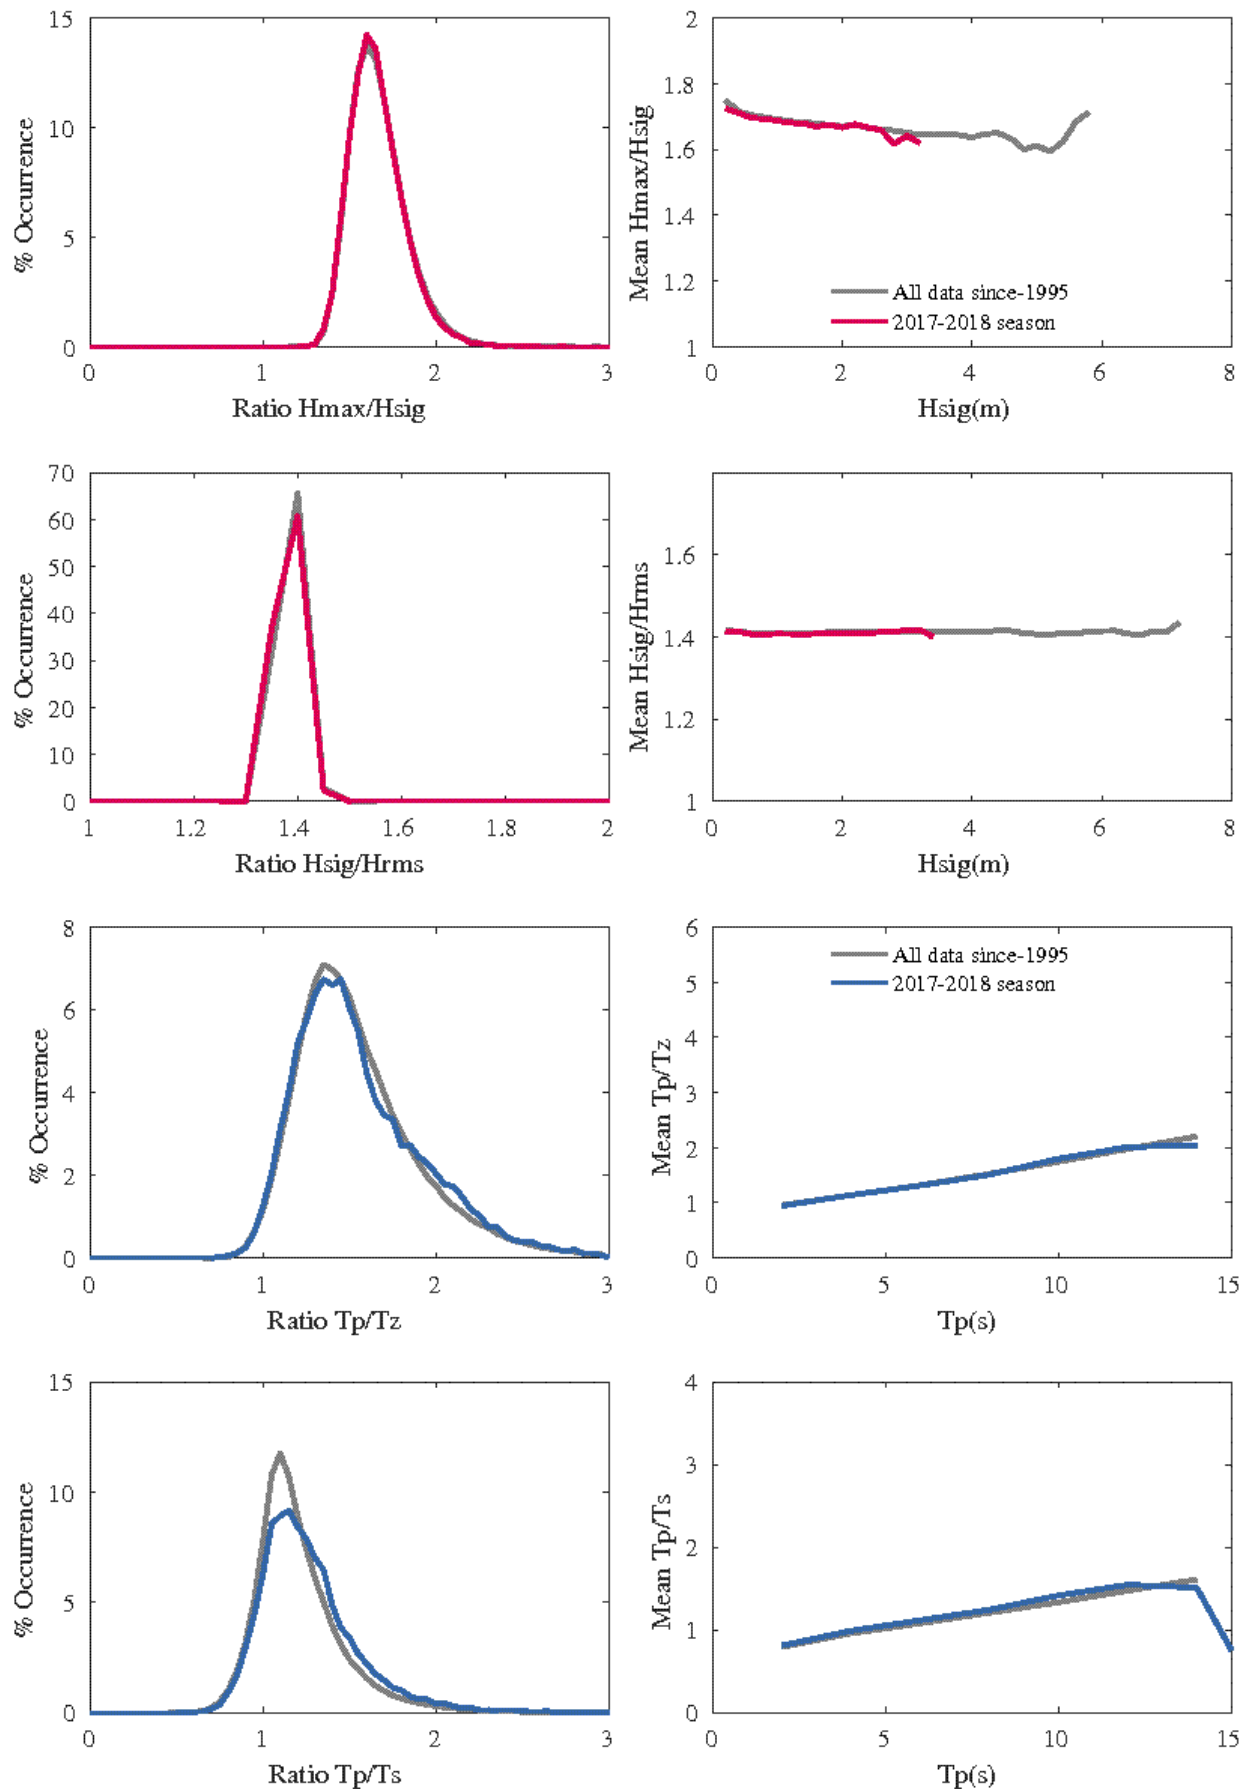 15
10
5
0
% Occurrence
0 1 2 3
Ratio Hmax/Hsig
2
1.8
1.6
1.4
1.2
1
Mean Hmax/Hsig
All data since-1995
2017-2018 season
0 2 4 6 8
Hsig(m)
70
60
50
40
30
20
10
0
% Occurrence
1 1.2 1.4 1.6 1.8 2
Ratio Hsig/Hrms
1.6
1.4
1.2
1
Mean Hsig/Hrms
0 2 4 6 8
Hsig(m)
8
6
4
2
0
% Occurrence
0 1 2 3
Ratio Tp/Tz
6
5
4
3
2
1
0
Mean Tp/Tz
All data since-1995
2017-2018 season
0 5 10 15
Tp(s)
15
10
5
0
% Occurrence
0 1 2 3
Ratio Tp/Ts
4
3
2
1
0
Mean Tp/Ts
0 5 10 15
Tp(s)